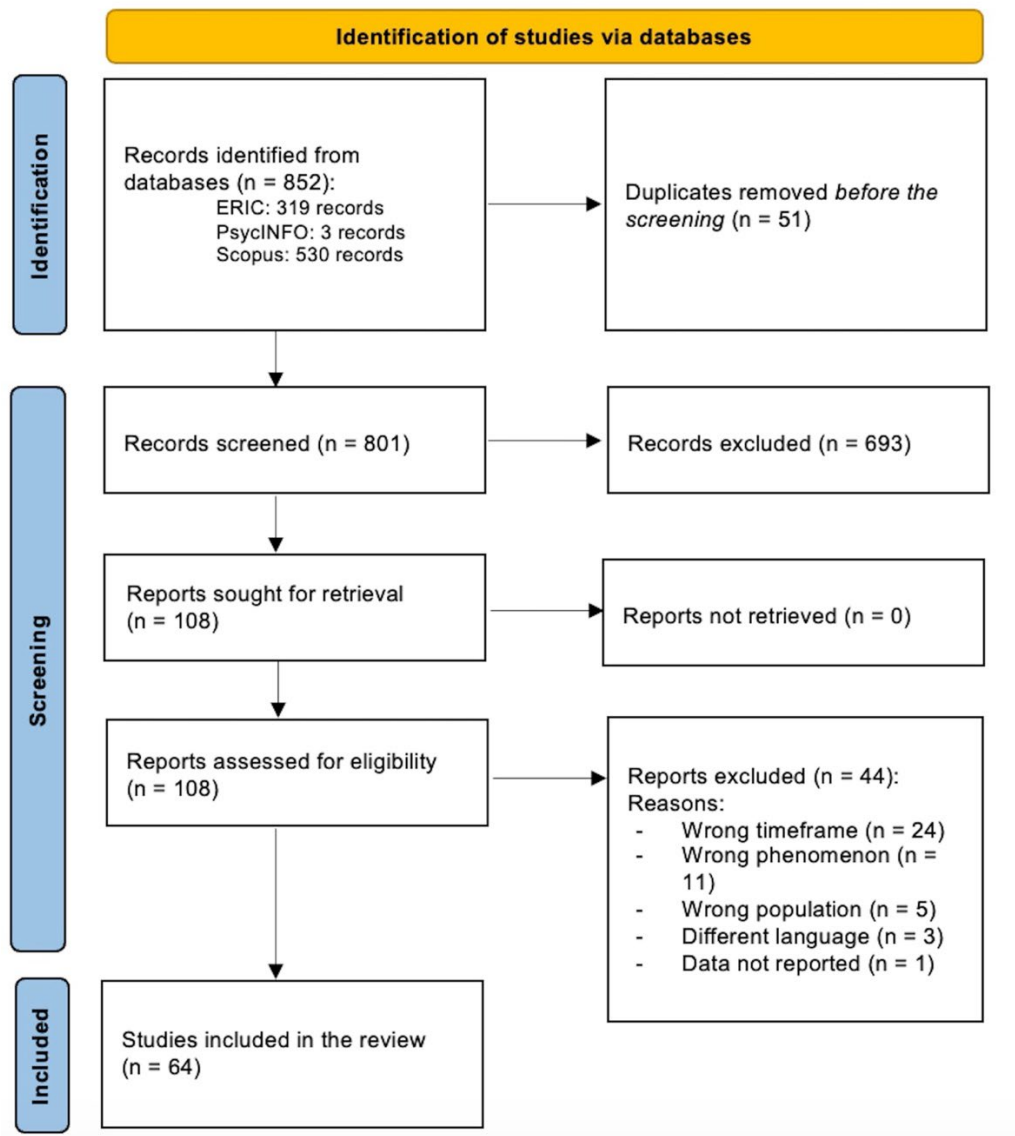 Identification of studies via databases
Identification
Records identified from
databases (n = 852):
ERIC: 319 records
PsycINFO: 3 records
Scopus: 530 records
Duplicates removed before the
screening (n = 51)
Screening
Records screened (n = 801)
Records excluded (n = 693)
Reports sought for retrieval
(n = 108)
Reports not retrieved (n = 0)
Reports assessed for eligibility
(n = 108)
Reports excluded (n = 44):
Reasons:
- Wrong timeframe (n = 24)
- Wrong phenomenon (n =
11)
- Wrong population (n = 5)
- Different language (n = 3)
- Data not reported (n = 1)
Included
Studies included in the review
(n = 64)